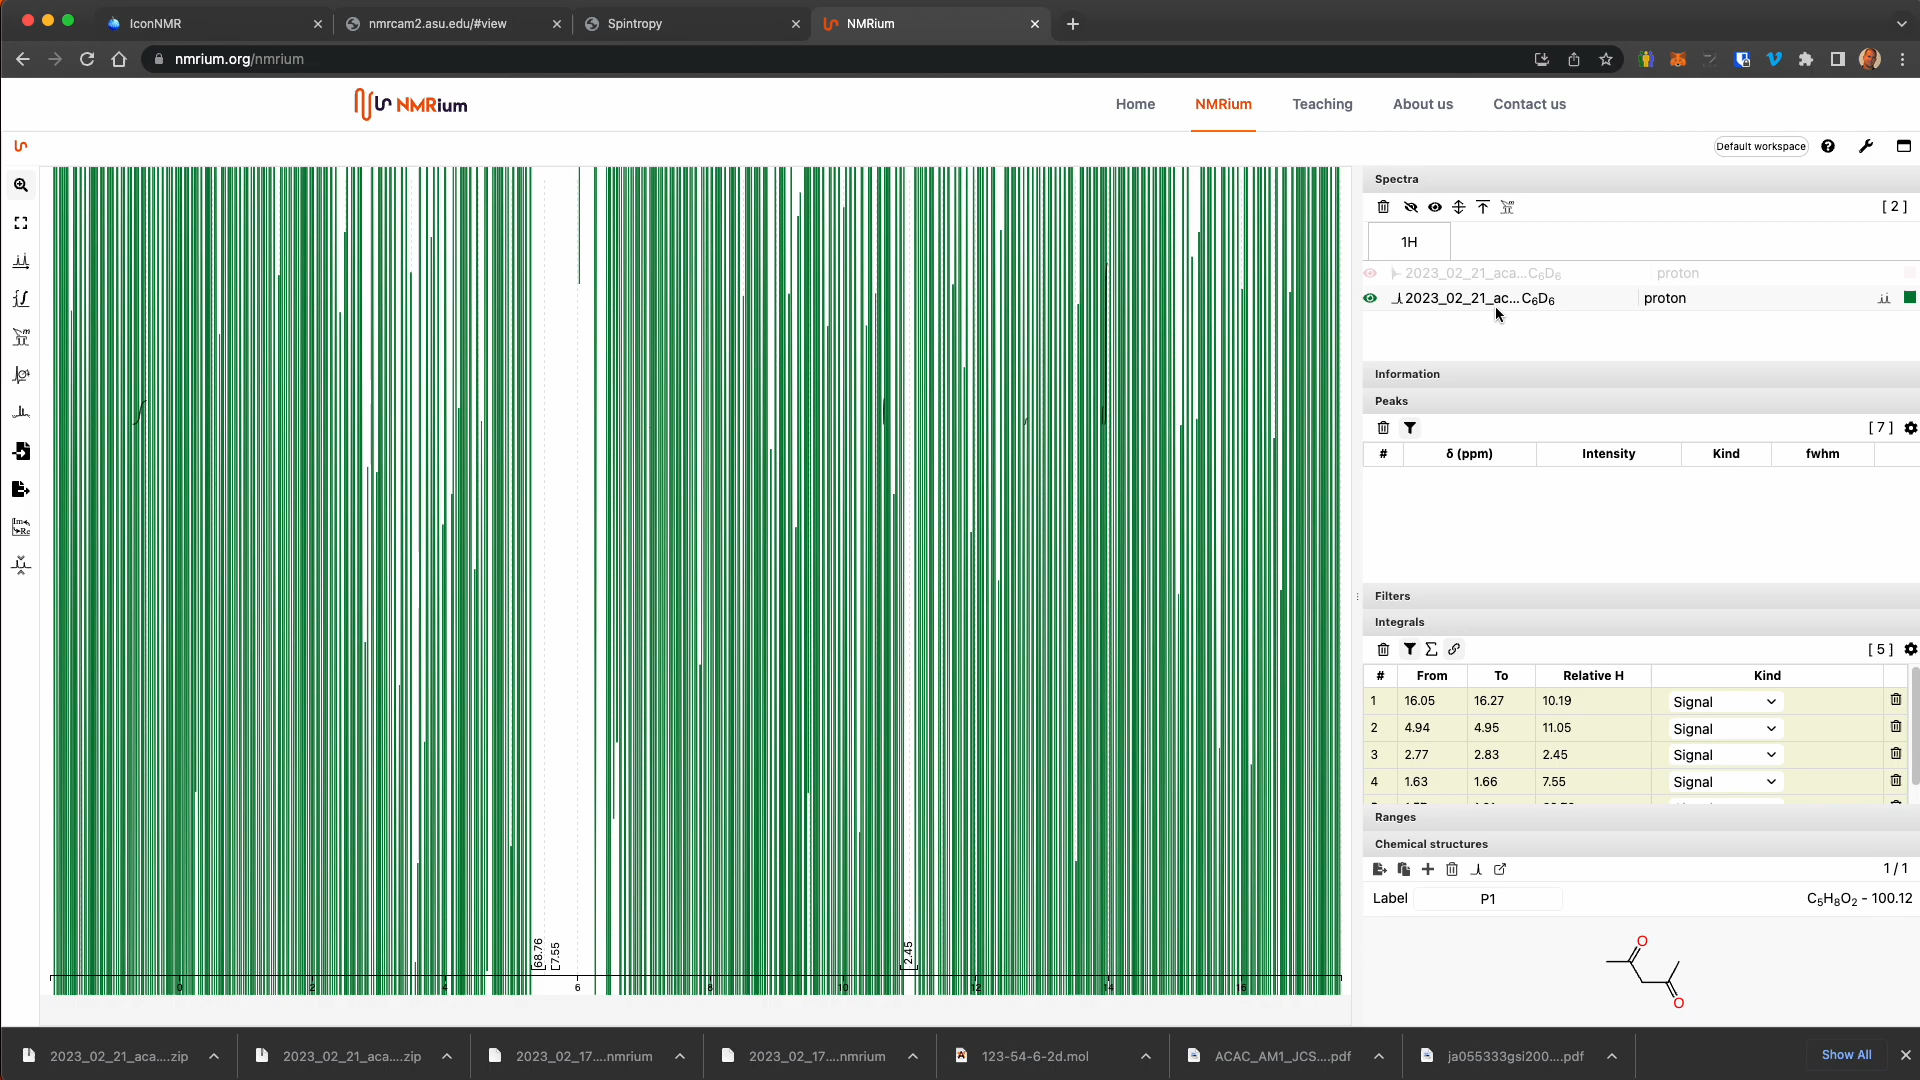 IconNMR
nmrcam2.asu.edu/#view
Spintropy
NMRium
nmrium.org/nmrium
NMRium
Home
NMRium
Teaching
About us
Contact us
Default workspace
Spectra
[ 2 ]
1H
2023_02_21_aca...C₆D₆ proton
2023_02_21_ac...C₆D₆ proton
Information
Peaks
[ 7 ]
# δ (ppm) Intensity Kind fwhm
Filters
Integrals
[ 5 ]
# From To Relative H Kind
1 16.05 16.27 10.19 Signal
2 4.94 4.95 11.05 Signal
3 2.77 2.83 2.45 Signal
4 1.63 1.66 7.55 Signal
Ranges
Chemical structures
1 / 1
Label P1 C₅H₈O₂ - 100.12
O
O
68.76
7.55
2.45
0 2 4 6 8 10 12 14 16
2023_02_21_aca....zip
2023_02_21_aca....zip
2023_02_17....nmrium
2023_02_17....nmrium
123-54-6-2d.mol
ACAC_AM1_JCS....pdf
ja055333gsi200....pdf
Show All